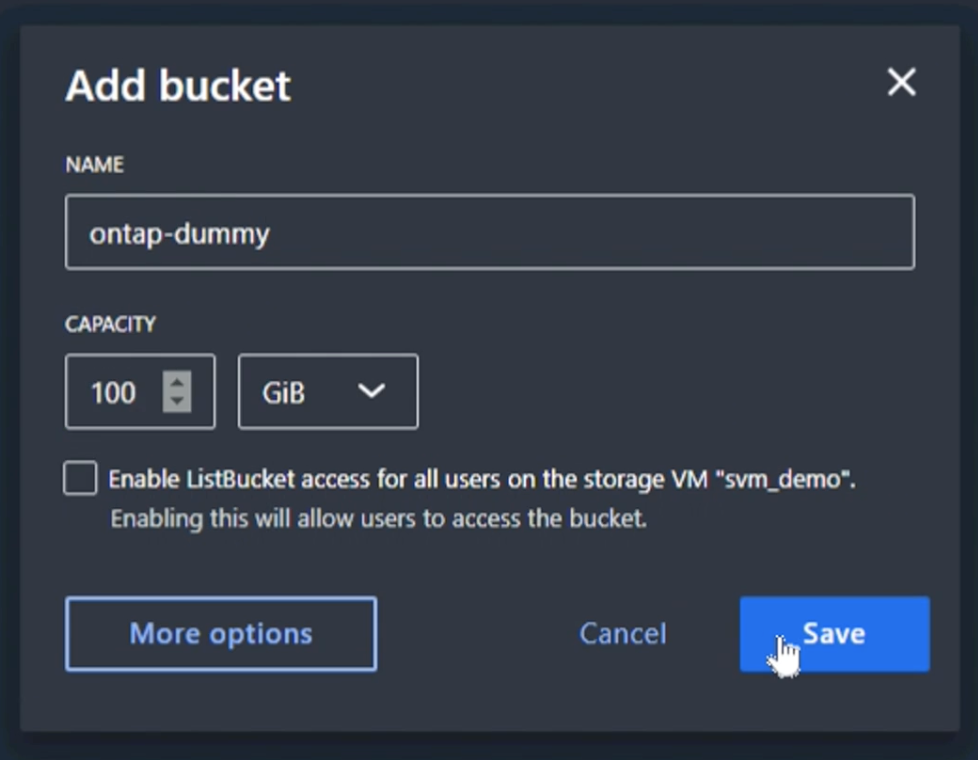 Add bucket
NAME
ontap-dummy
CAPACITY
100 GiB
Enable ListBucket access for all users on the storage VM "svm_demo".
Enabling this will allow users to access the bucket.
More options Cancel Save